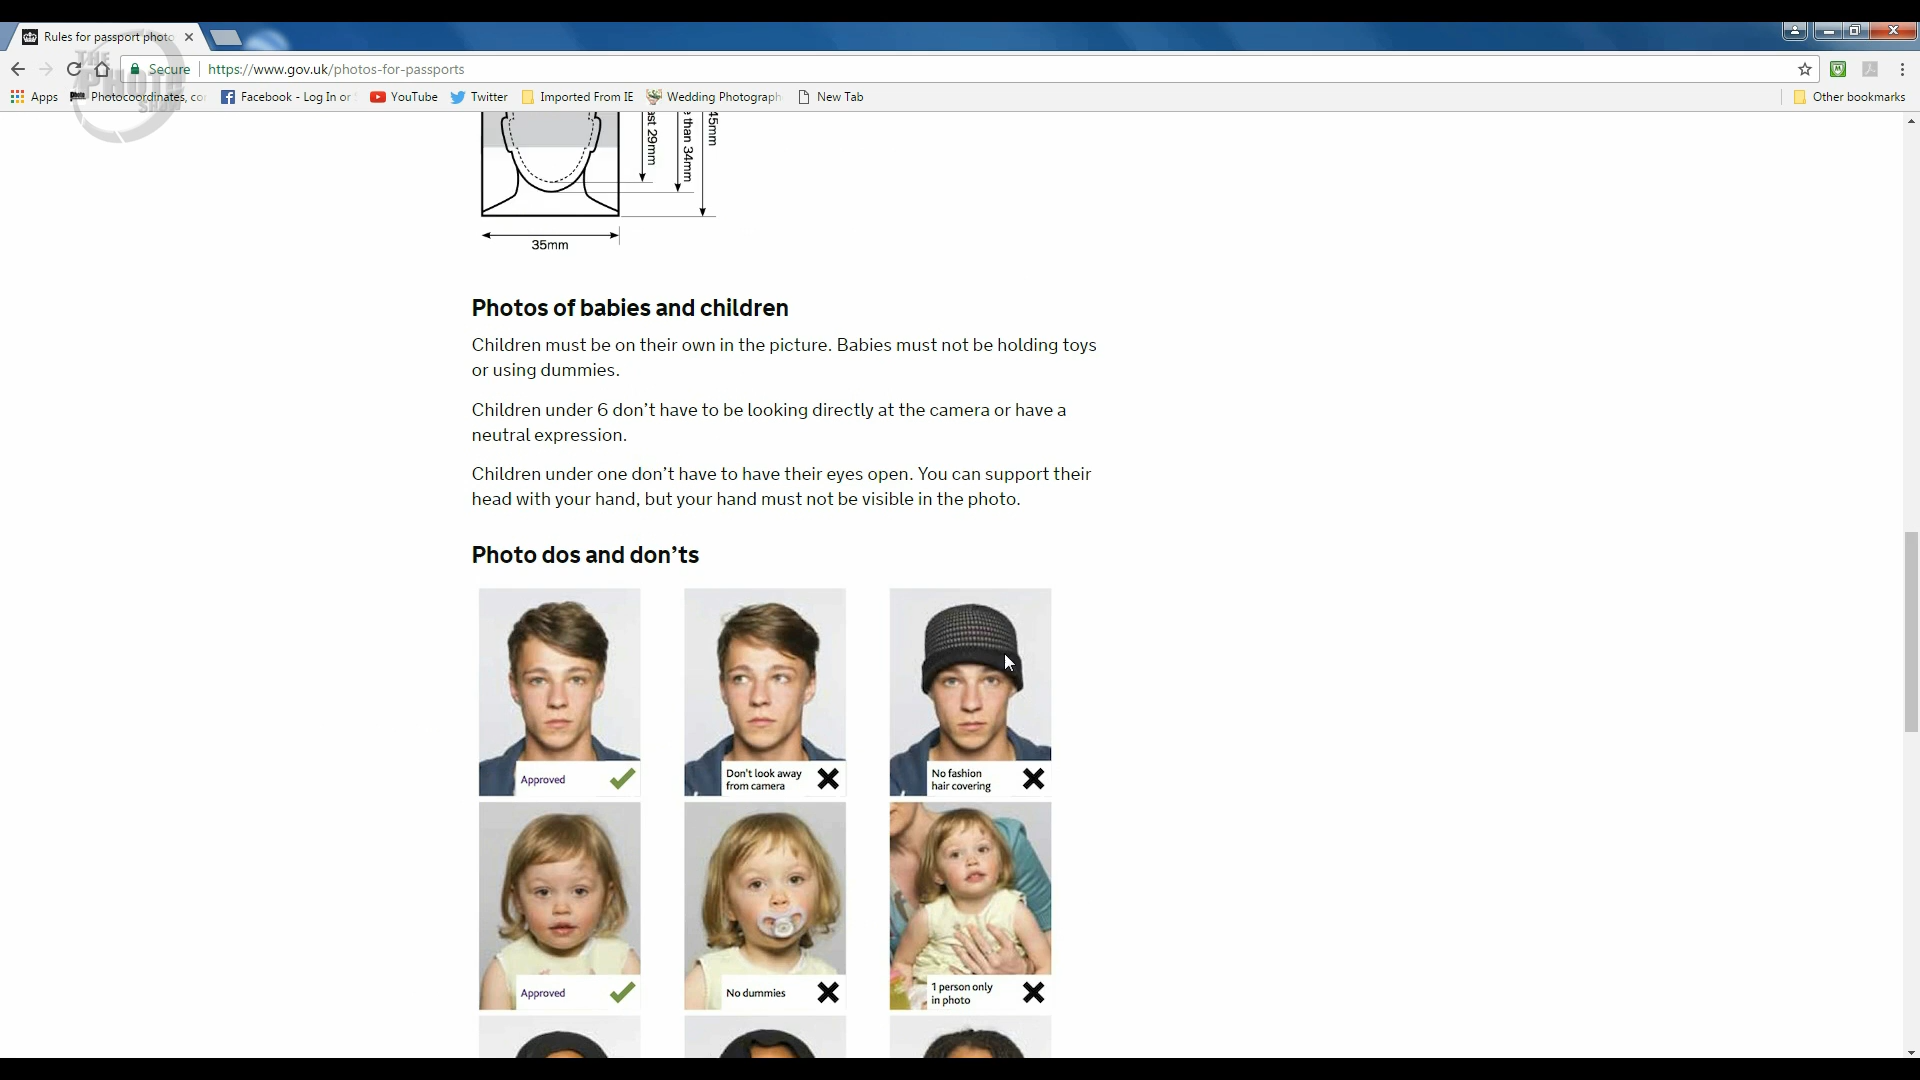 Rules for passport photo
THE
PHOTO
SHOW
Secure
https://www.gov.uk/photos-for-passports
Apps
Photocoordinates, co
Facebook - Log In or
YouTube
Twitter
Imported From IE
Wedding Photograph
New Tab
Other bookmarks
ast 29mm
e than 34mm
45mm
35mm
Photos of babies and children
Children must be on their own in the picture. Babies must not be holding toys
or using dummies.
Children under 6 don’t have to be looking directly at the camera or have a
neutral expression.
Children under one don’t have to have their eyes open. You can support their
head with your hand, but your hand must not be visible in the photo.
Photo dos and don’ts
Approved
Don't look away
from camera
No fashion
hair covering
Approved
No dummies
1 person only
in photo